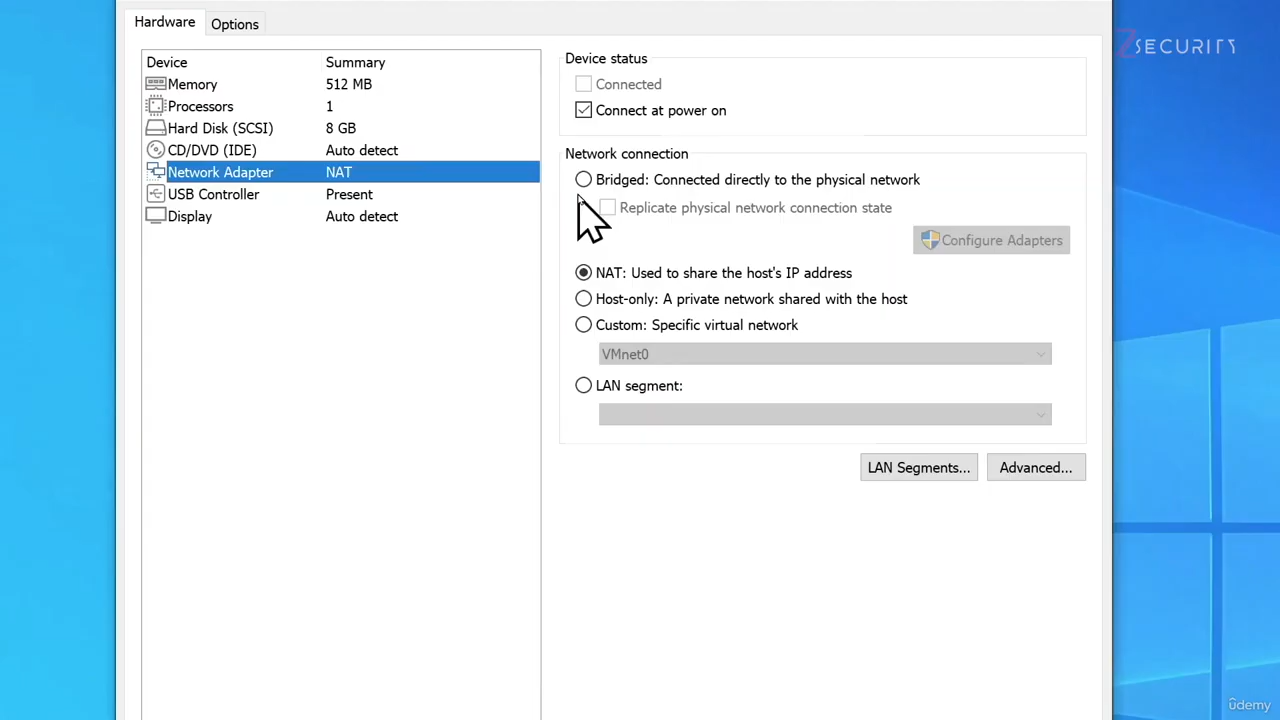 Hardware
Options
ZSECURITY
Device Summary
Memory 512 MB
Processors 1
Hard Disk (SCSI) 8 GB
CD/DVD (IDE) Auto detect
Network Adapter NAT
USB Controller Present
Display Auto detect
Device status
Connected
Connect at power on
Network connection
Bridged: Connected directly to the physical network
Replicate physical network connection state
Configure Adapters
NAT: Used to share the host's IP address
Host-only: A private network shared with the host
Custom: Specific virtual network
VMnet0
LAN segment:
LAN Segments...
Advanced...
ûdemy